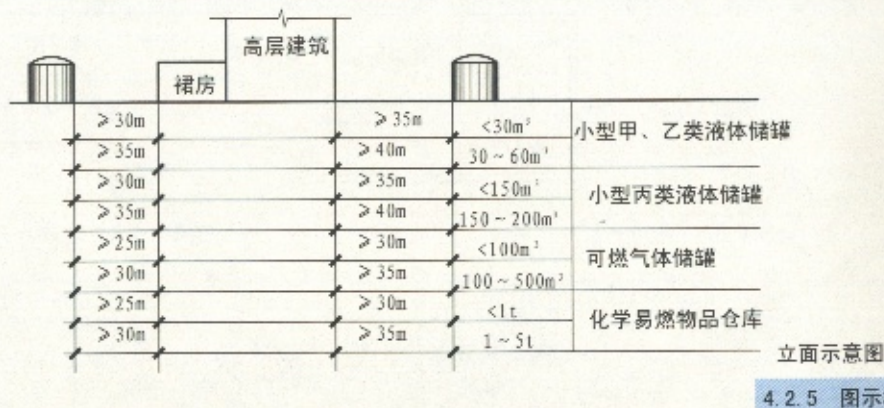 高层建筑
裙房
≥30m ≥35m <30m³ 小型甲、乙类液体储罐
≥35m ≥40m 30~60m³
≥30m ≥35m <150m³ 小型丙类液体储罐
≥35m ≥40m 150~200m³
≥25m ≥30m <100m³ 可燃气体储罐
≥30m ≥35m 100~500m³
≥25m ≥30m <1t 化学易燃物品仓库
≥30m ≥35m 1~5t
立面示意图
4.2.5 图示